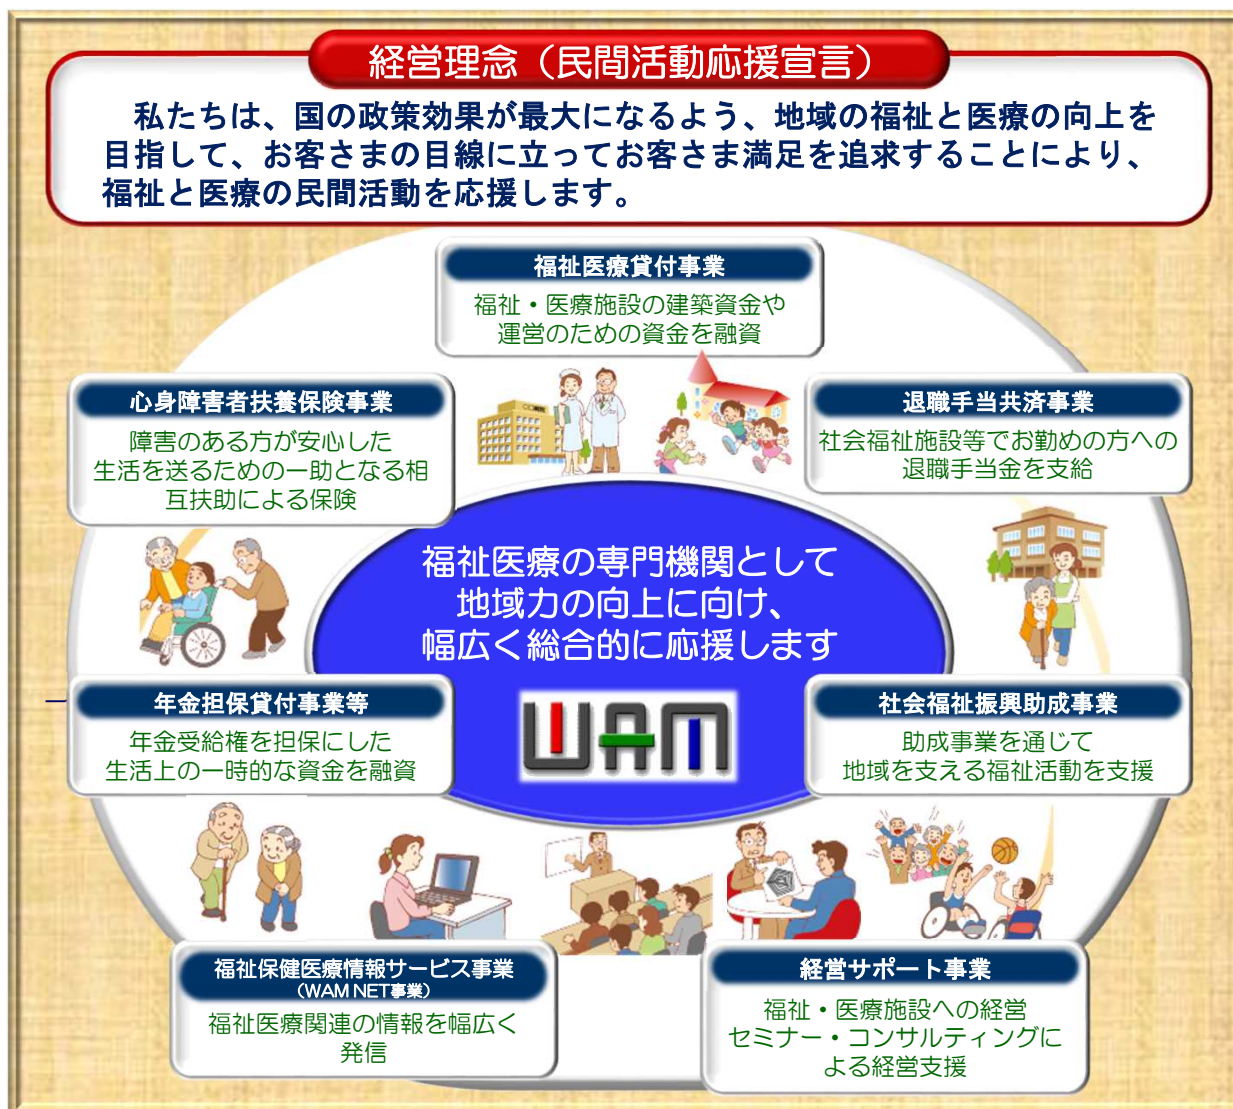 経営理念（民間活動応援宣言）
私たちは、国の政策効果が最大になるよう、地域の福祉と医療の向上を
目指して、お客さまの目線に立ってお客さま満足を追求することにより、
福祉と医療の民間活動を応援します。
福祉医療貸付事業
福祉・医療施設の建築資金や
運営のための資金を融資
心身障害者扶養保険事業
障害のある方が安心した
生活を送るための一助となる相
互扶助による保険
退職手当共済事業
社会福祉施設等でお勤めの方への
退職手当金を支給
福祉医療の専門機関として
地域力の向上に向け、
幅広く総合的に応援します
WAM
年金担保貸付事業等
年金受給権を担保にした
生活上の一時的な資金を融資
社会福祉振興助成事業
助成事業を通じて
地域を支える福祉活動を支援
福祉保健医療情報サービス事業
（WAM NET事業）
福祉医療関連の情報を幅広く
発信
経営サポート事業
福祉・医療施設への経営
セミナー・コンサルティングに
よる経営支援